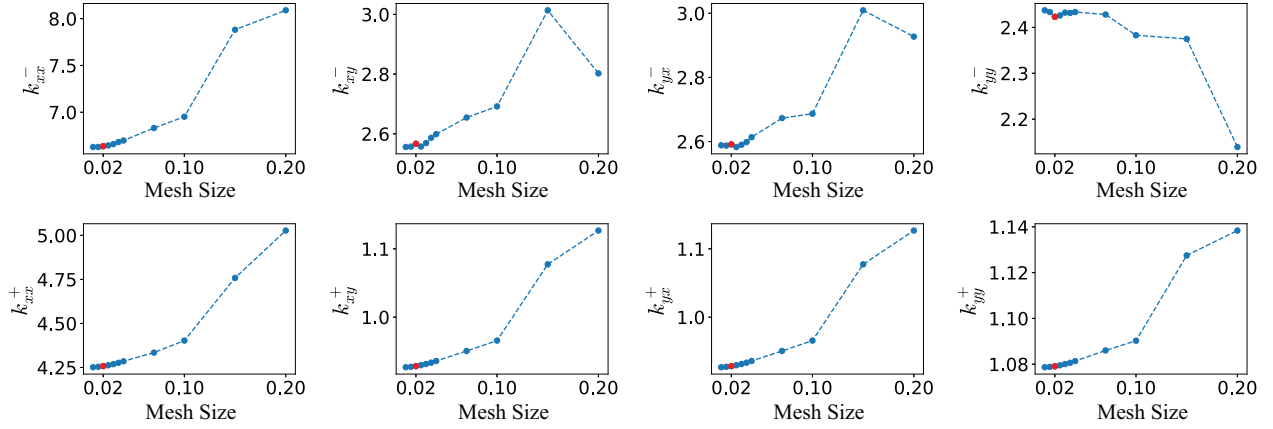 8.0
7.5
7.0
k_{xx}^{-}
0.02 0.10 0.20
Mesh Size
3.0
2.8
2.6
k_{xy}^{-}
0.02 0.10 0.20
Mesh Size
3.0
2.9
2.8
2.7
2.6
k_{yx}^{-}
0.02 0.10 0.20
Mesh Size
2.4
2.3
2.2
k_{yy}^{-}
0.02 0.10 0.20
Mesh Size
5.00
4.75
4.50
4.25
k_{xx}^{+}
0.02 0.10 0.20
Mesh Size
1.1
1.0
k_{xy}^{+}
0.02 0.10 0.20
Mesh Size
1.1
1.0
k_{yx}^{+}
0.02 0.10 0.20
Mesh Size
1.14
1.12
1.10
1.08
k_{yy}^{+}
0.02 0.10 0.20
Mesh Size